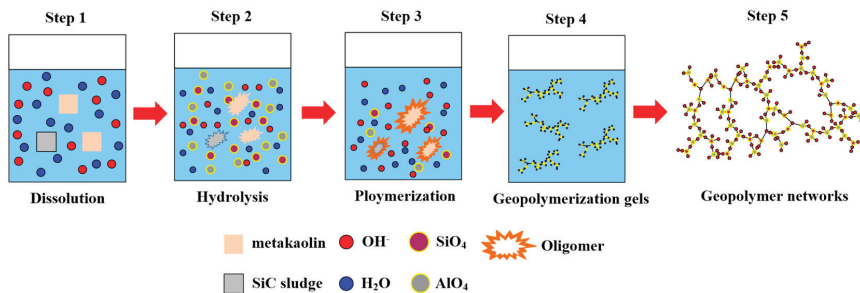 Step 1
Step 2
Step 3
Step 4
Step 5
Dissolution
Hydrolysis
Ploymerization
Geopolymerization gels
Geopolymer networks
metakaolin
OH⁻
SiO₄
Oligomer
SiC sludge
H₂O
AlO₄